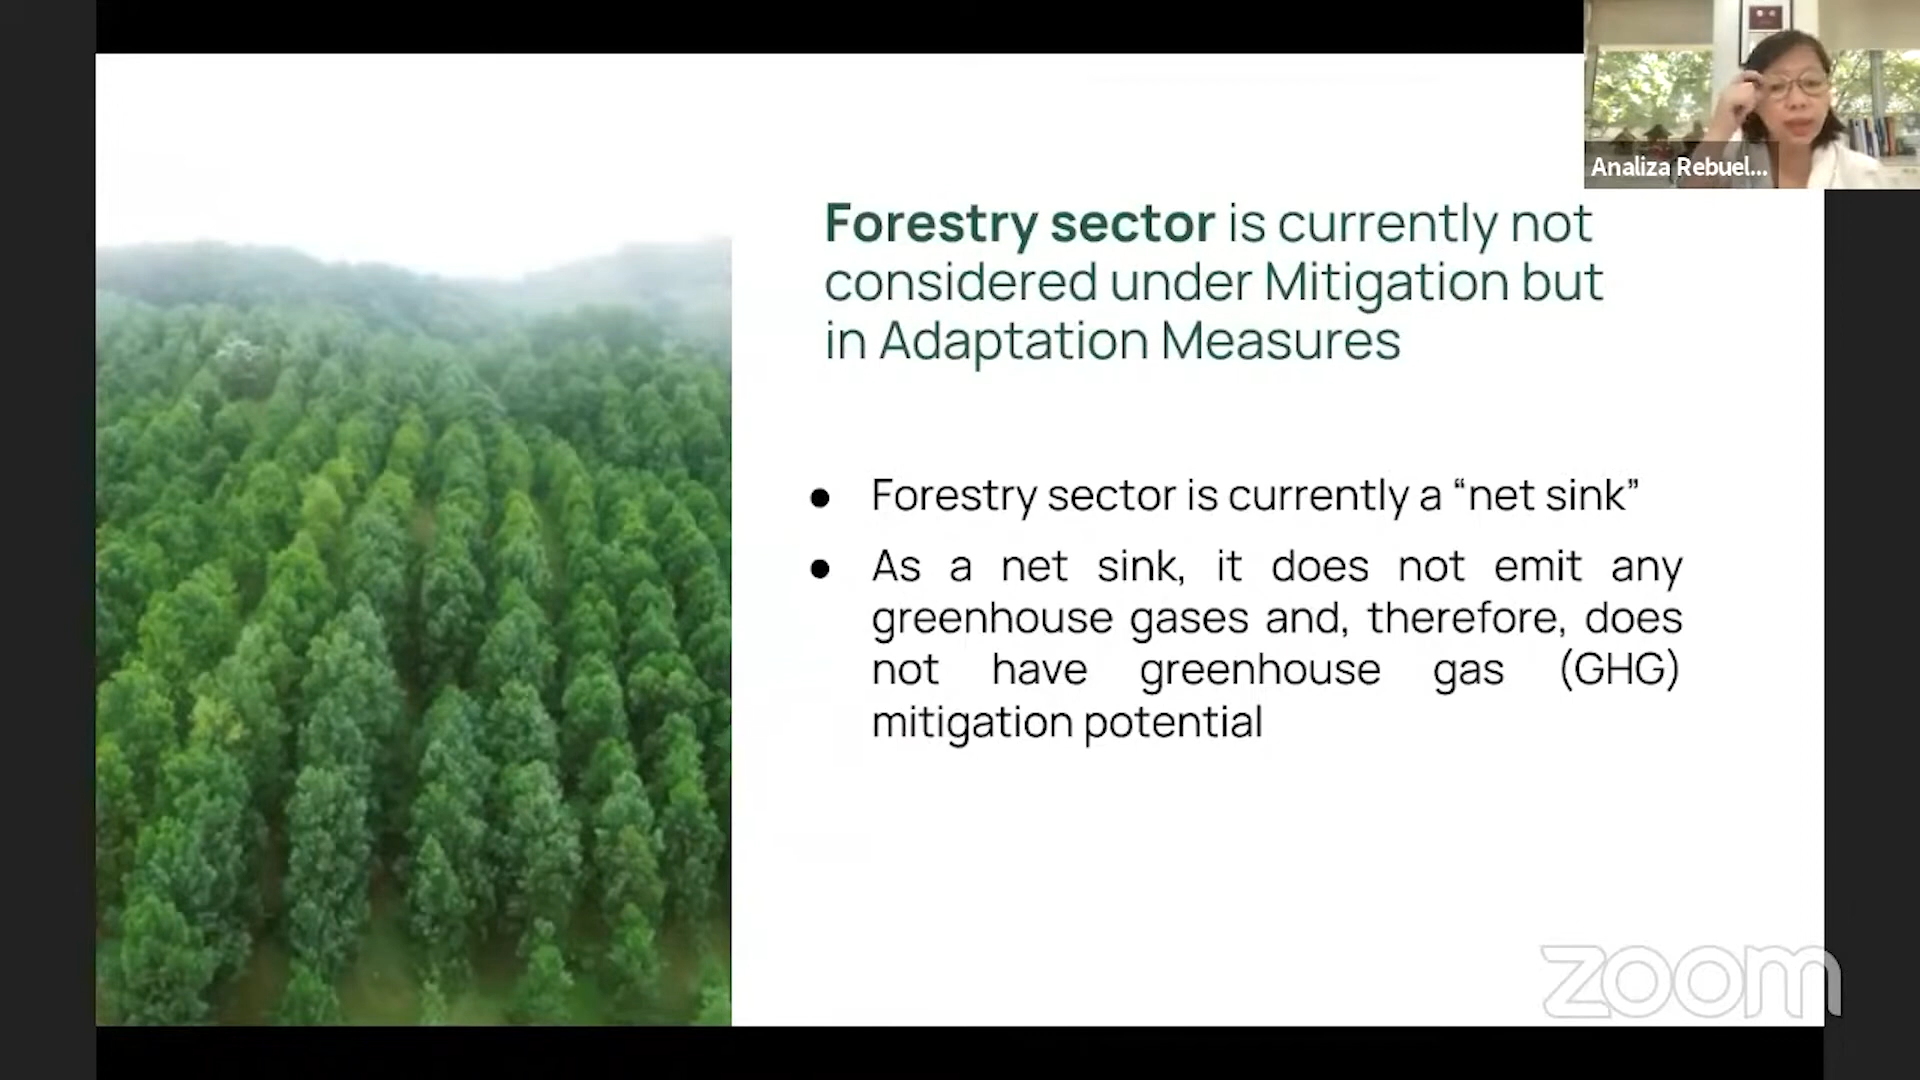 Analiza Rebuel...
Forestry sector is currently not
considered under Mitigation but
in Adaptation Measures
● Forestry sector is currently a “net sink”
● As a net sink, it does not emit any
greenhouse gases and, therefore, does
not have greenhouse gas (GHG)
mitigation potential
zoom